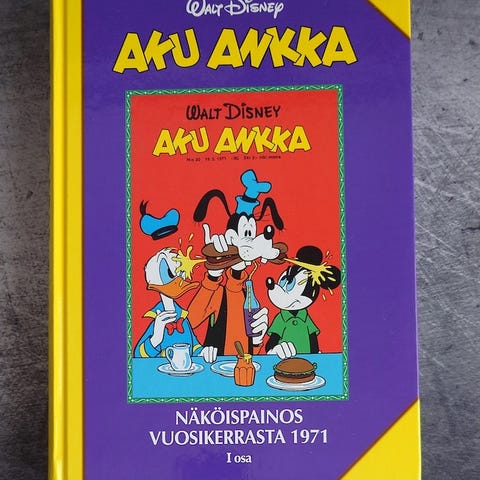 WALT DISNEY
AKU ANKKA
WALT DISNEY
AKU ANKKA
NÄKÖISPAINOS
VUOSIKERRASTA 1971
I osa